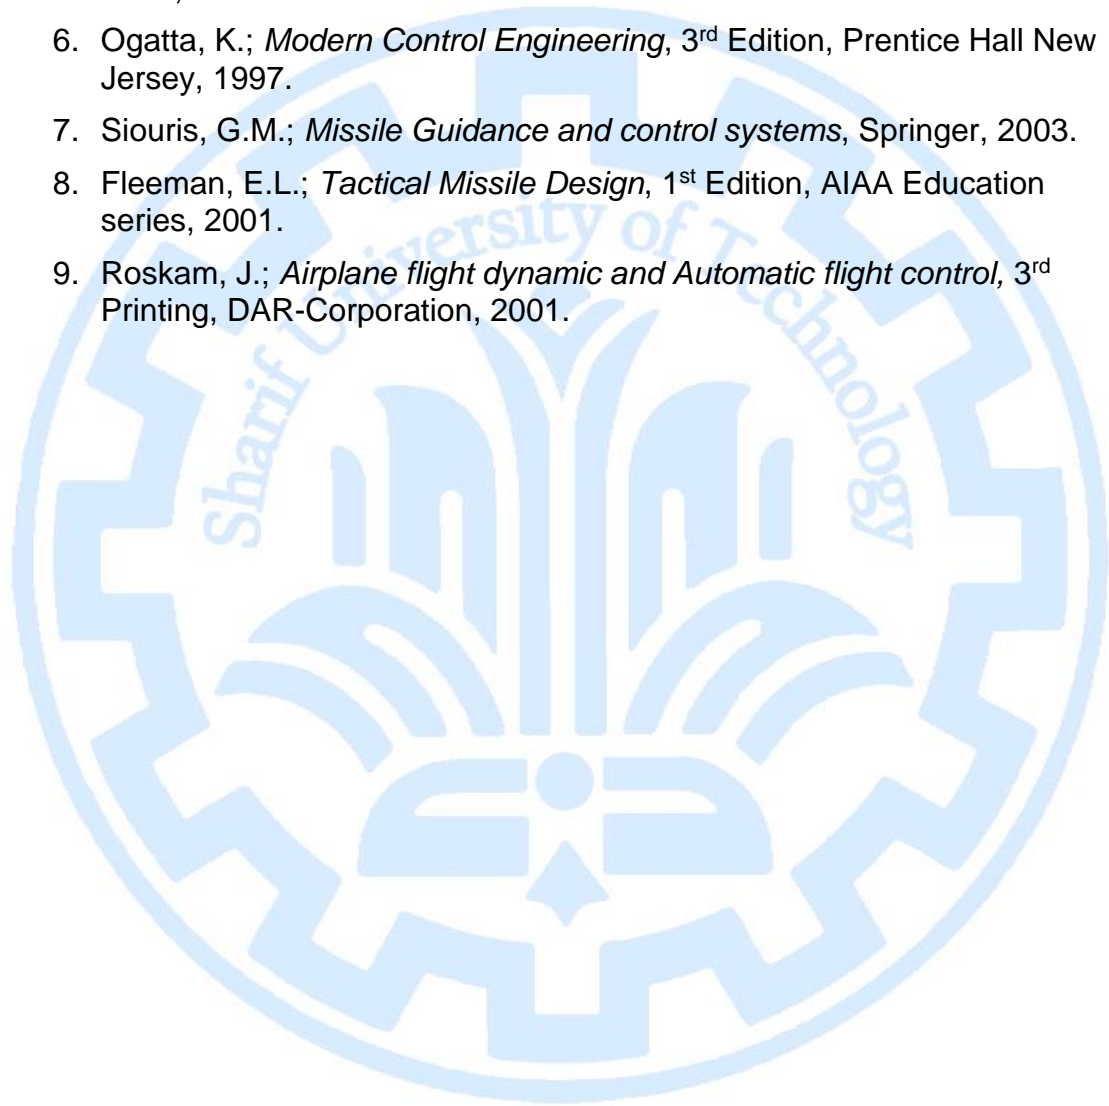 6. Ogatta, K.; Modern Control Engineering, 3rd Edition, Prentice Hall New
Jersey, 1997.
7. Siouris, G.M.; Missile Guidance and control systems, Springer, 2003.
8. Fleeman, E.L.; Tactical Missile Design, 1st Edition, AIAA Education
series, 2001.
9. Roskam, J.; Airplane flight dynamic and Automatic flight control, 3rd
Printing, DAR-Corporation, 2001.
Sharif University of Technology